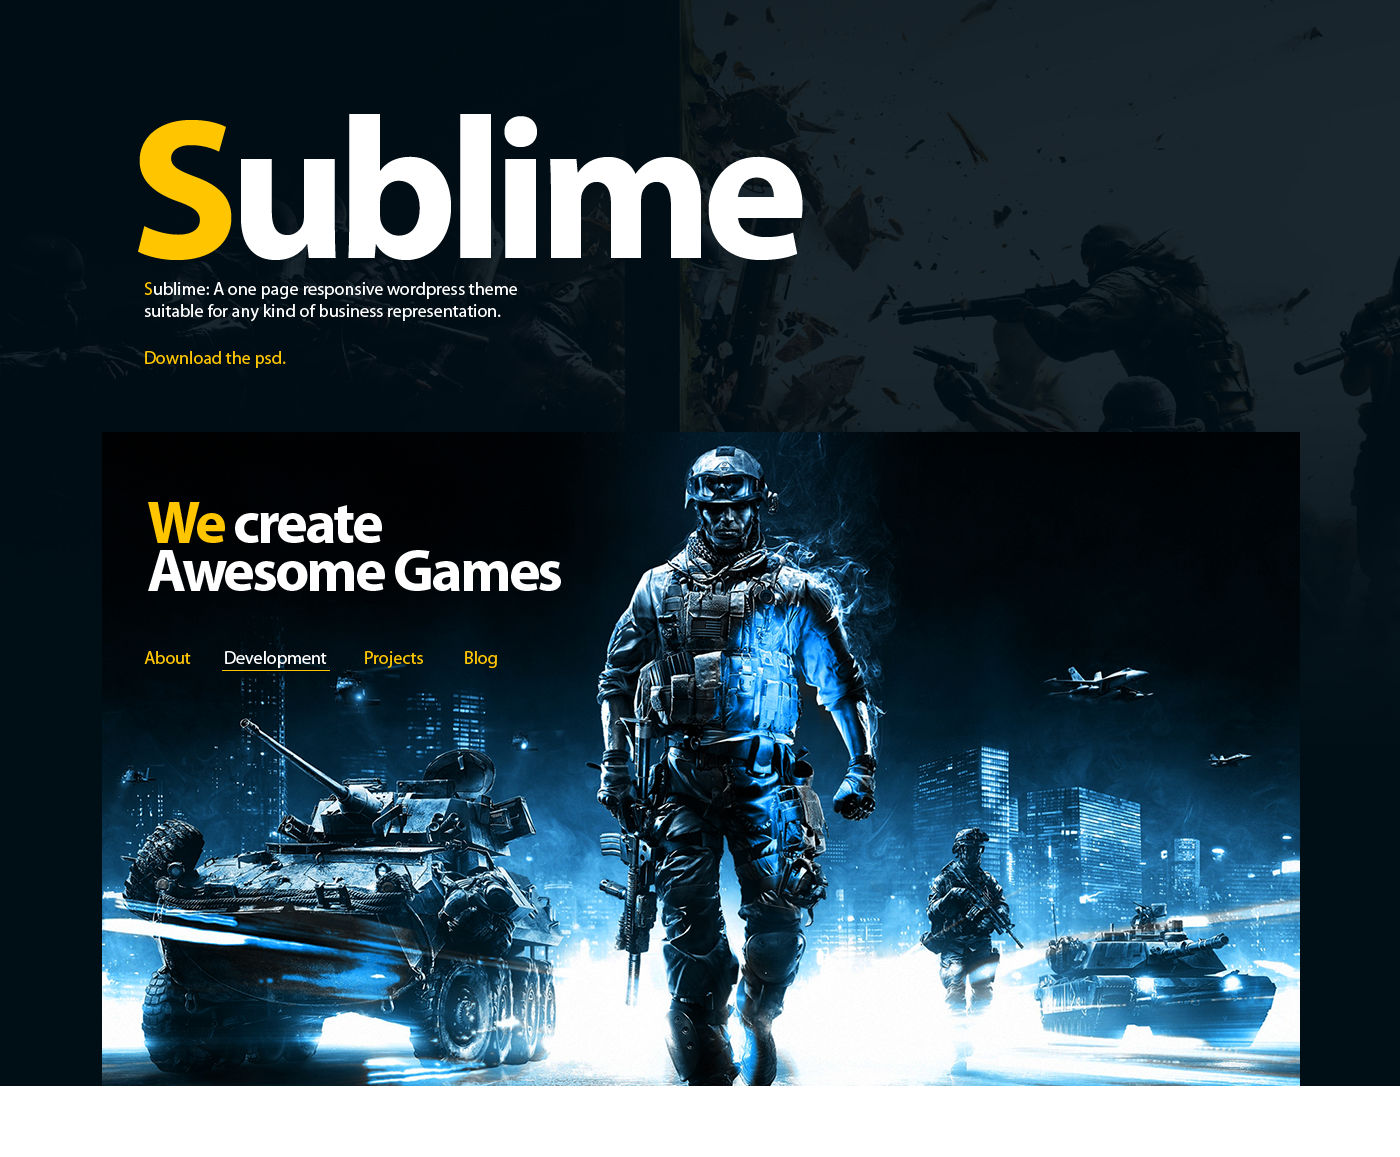 Sublime
Sublime: A one page responsive wordpress theme
suitable for any kind of business representation.
Download the psd.
We create
Awesome Games
About Development Projects Blog